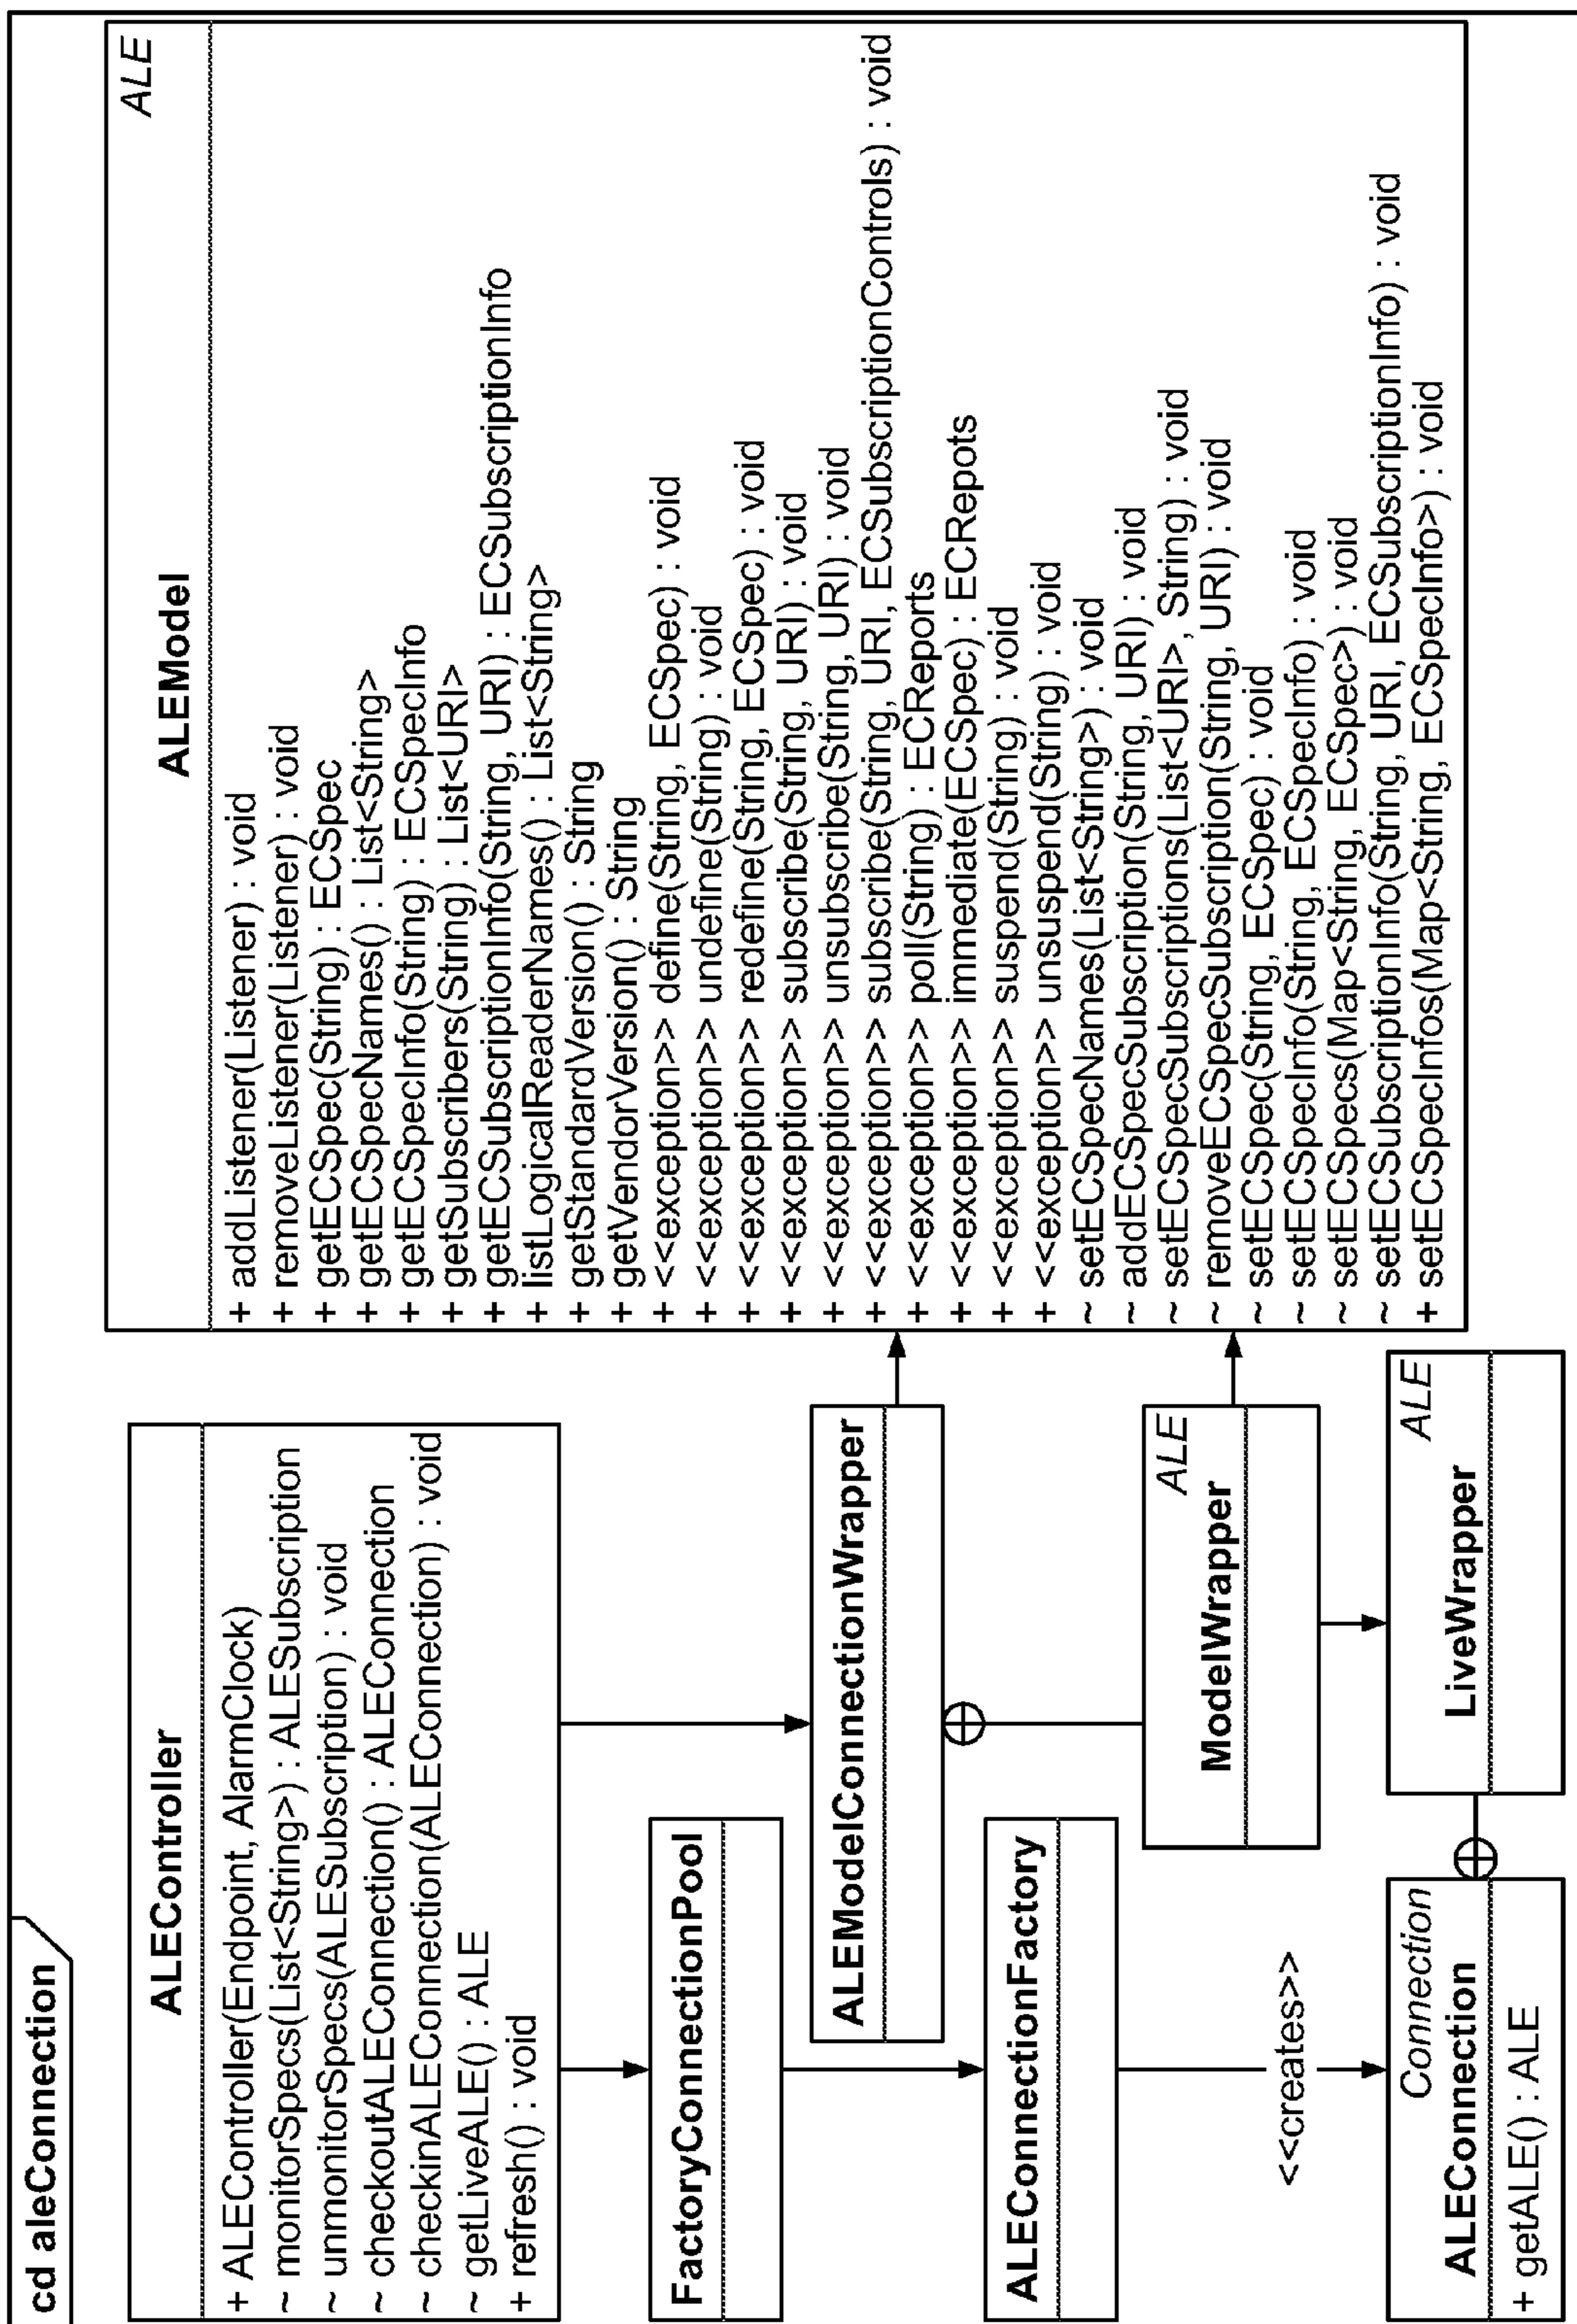 cd aleConnection
ALEController
+ ALEController(Endpoint, AlarmClock)
~ monitorSpecs(List<String>) : ALESubscription
~ unmonitorSpecs(ALESubscription) : void
~ checkoutALEConnection() : ALEConnection
~ checkinALEConnection(ALEConnection) : void
~ getLiveALE() : ALE
+ refresh() : void
FactoryConnectionPool
ALEModelConnectionWrapper
ALEConnectionFactory
ALE
ModelWrapper
<<creates>>
Connection
ALEConnection
+ getALE() : ALE
ALE
LiveWrapper
ALE
ALEModel
+ addListener(Listener) : void
+ removeListener(Listener) : void
+ getECSpec(String) : ECSpec
+ getECSpecNames() : List<String>
+ getECSpecInfo(String) : ECSpecInfo
+ getSubscribers(String) : List<URI>
+ getECSubscriptionInfo(String, URI) : ECSubscriptionInfo
+ listLogicalReaderNames() : List<String>
+ getStandardVersion() : String
+ getVendorVersion() : String
+ <<exception>> define(String, ECSpec) : void
+ <<exception>> undefine(String) : void
+ <<exception>> redefine(String, ECSpec) : void
+ <<exception>> subscribe(String, URI) : void
+ <<exception>> unsubscribe(String, URI) : void
+ <<exception>> subscribe(String, URI, ECSubscriptionControls) : void
+ <<exception>> poll(String) : ECReports
+ <<exception>> immediate(ECSpec) : ECRepots
+ <<exception>> suspend(String) : void
+ <<exception>> unsuspend(String) : void
~ setECSpecNames(List<String>) : void
~ addECSpecSubscription(String, URI) : void
~ setECSpecSubscriptions(List<URI>, String) : void
~ removeECSpecSubscription(String, URI) : void
~ setECSpec(String, ECSpec) : void
~ setECSpecInfo(String, ECSpecInfo) : void
~ setECSpecs(Map<String, ECSpec>) : void
~ setECSubscriptionInfo(String, URI, ECSubscriptionInfo) : void
+ setECSpecInfos(Map<String, ECSpecInfo>) : void